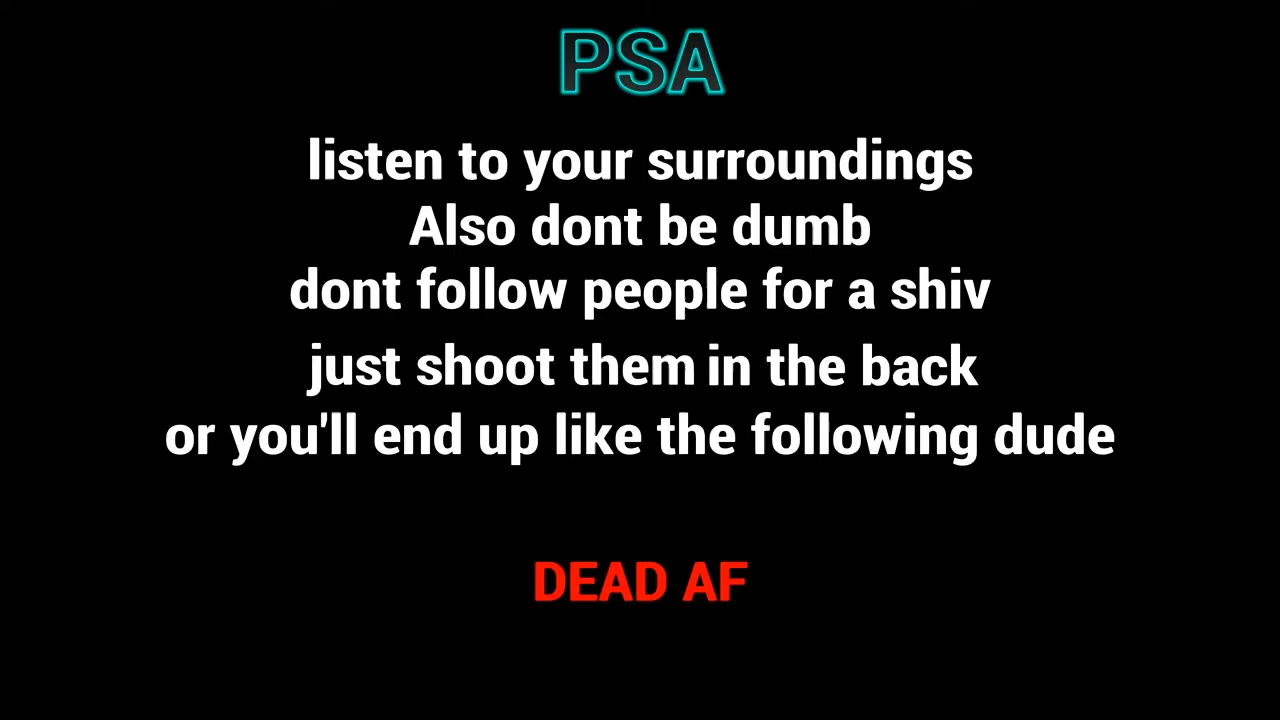 PSA
listen to your surroundings
Also dont be dumb
dont follow people for a shiv
just shoot them in the back
or you'll end up like the following dude
DEAD AF